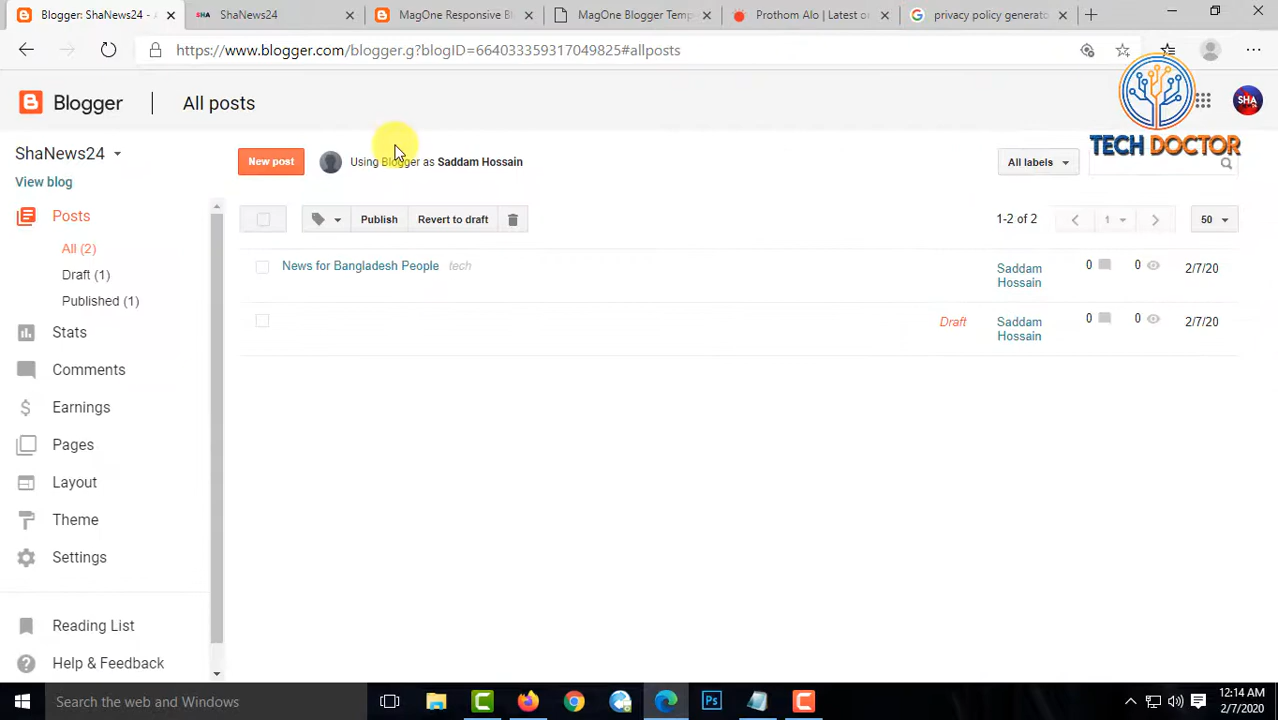 Blogger: ShaNews24 - A
ShaNews24
MagOne Responsive Bl
MagOne Blogger Temp
Prothom Alo | Latest or
privacy policy generato
https://www.blogger.com/blogger.g?blogID=664033359317049825#allposts
Blogger
All posts
SHA
TECH DOCTOR
ShaNews24
View blog
New post
Using Blogger as Saddam Hossain
All labels
Posts
All (2)
Draft (1)
Published (1)
Stats
Comments
Earnings
Pages
Layout
Theme
Settings
Reading List
Help & Feedback
Publish
Revert to draft
1-2 of 2
1
50
News for Bangladesh People tech
Saddam Hossain
0
0
2/7/20
Draft
Saddam Hossain
0
0
2/7/20
Search the web and Windows
Ps
12:14 AM
2/7/2020